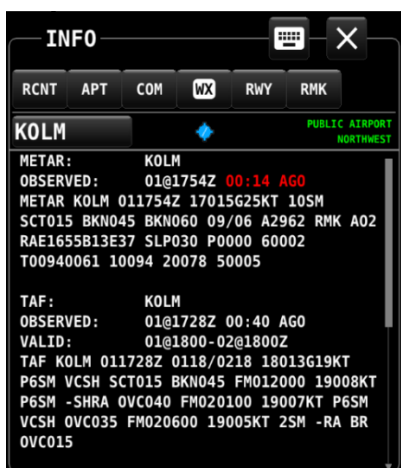 INFO
RCNT APT COM WX RWY RMK
KOLM PUBLIC AIRPORT
NORTHWEST
METAR: KOLM
OBSERVED: 01@1754Z 00:14 AGO
METAR KOLM 011754Z 17015G25KT 10SM
SCT015 BKN045 BKN060 09/06 A2962 RMK AO2
RAE1655B13E37 SLP030 P0000 60002
T00940061 10094 20078 50005
TAF: KOLM
OBSERVED: 01@1728Z 00:40 AGO
VALID: 01@1800-02@1800Z
TAF KOLM 011728Z 0118/0218 18013G19KT
P6SM VCSH SCT015 BKN045 FM012000 19008KT
P6SM -SHRA OVC040 FM020100 19007KT P6SM
VCSH OVC035 FM020600 19005KT 2SM -RA BR
OVC015